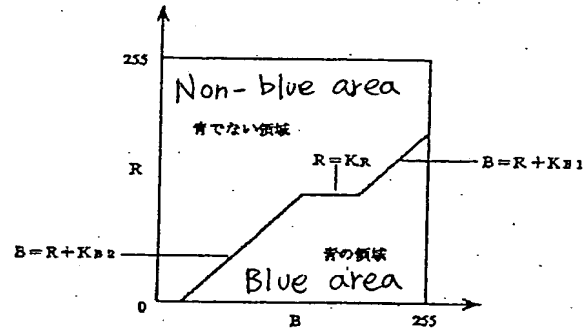 255
Non-blue area
青でない領域
R=KR
R
B=R+KB1
B=R+KB2
青の領域
Blue area
0
B
255